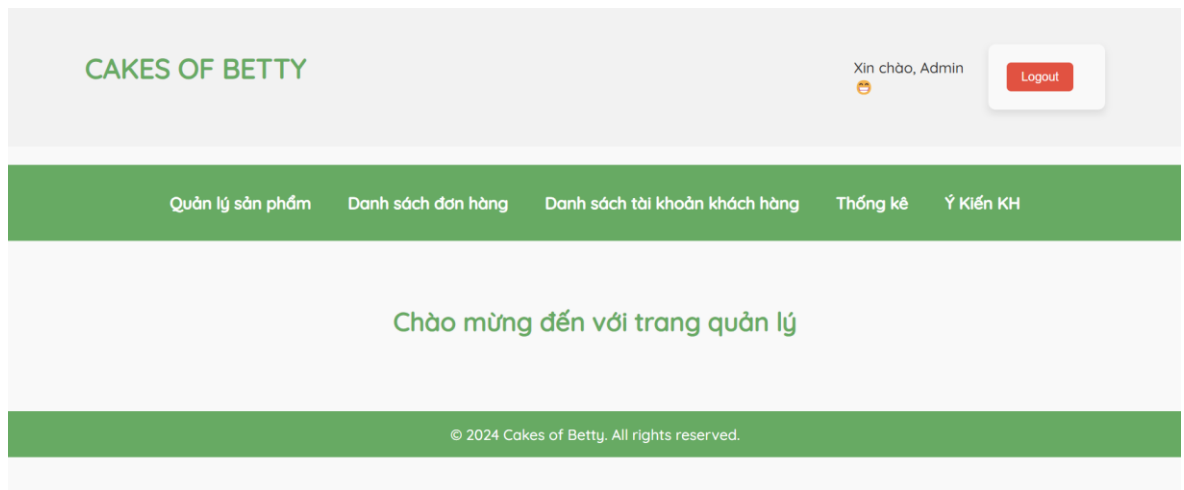 CAKES OF BETTY
Xin chào, Admin
😁
Logout
Quản lý sản phẩm
Danh sách đơn hàng
Danh sách tài khoản khách hàng
Thống kê
Ý Kiến KH
Chào mừng đến với trang quản lý
© 2024 Cakes of Betty. All rights reserved.